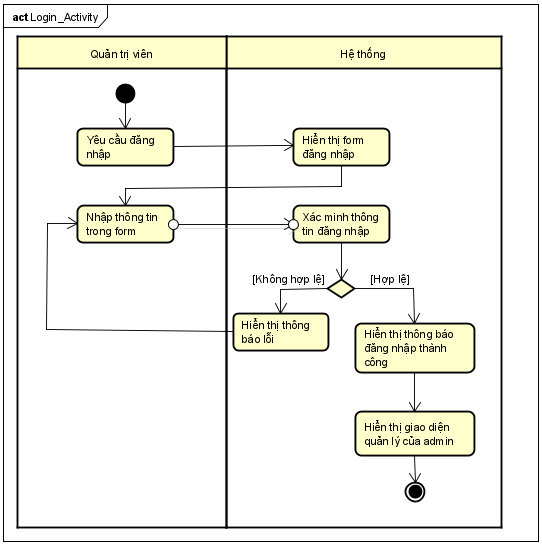 act Login_Activity
Quản trị viên
Hệ thống
Yêu cầu đăng
nhập
Hiển thị form
đăng nhập
Nhập thông tin
trong form
Xác minh thông
tin đăng nhập
[Không hợp lệ]
[Hợp lệ]
Hiển thị thông
báo lỗi
Hiển thị thông báo
đăng nhập thành
công
Hiển thị giao diện
quản lý của admin